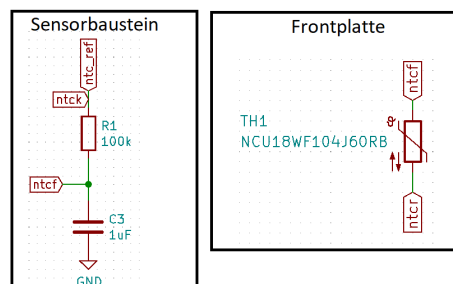 Sensorbaustein
ntc_ref
ntck
R1
100k
ntcf
C3
1uF
GND
Frontplatte
ntcf
TH1
ϑ
NCU18WF104J60RB
ntcr